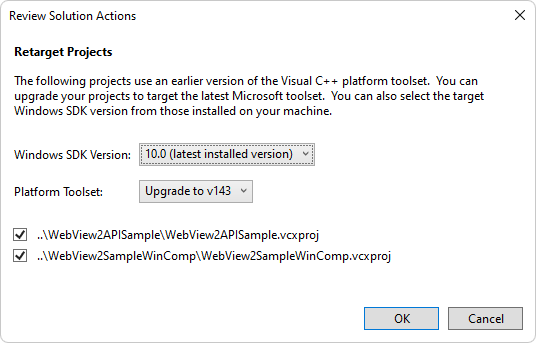 Review Solution Actions
Retarget Projects
The following projects use an earlier version of the Visual C++ platform toolset.  You can
upgrade your projects to target the latest Microsoft toolset.  You can also select the target
Windows SDK version from those installed on your machine.
Windows SDK Version: 10.0 (latest installed version)
Platform Toolset: Upgrade to v143
..\WebView2APISample\WebView2APISample.vcxproj
..\WebView2SampleWinComp\WebView2SampleWinComp.vcxproj
OK Cancel